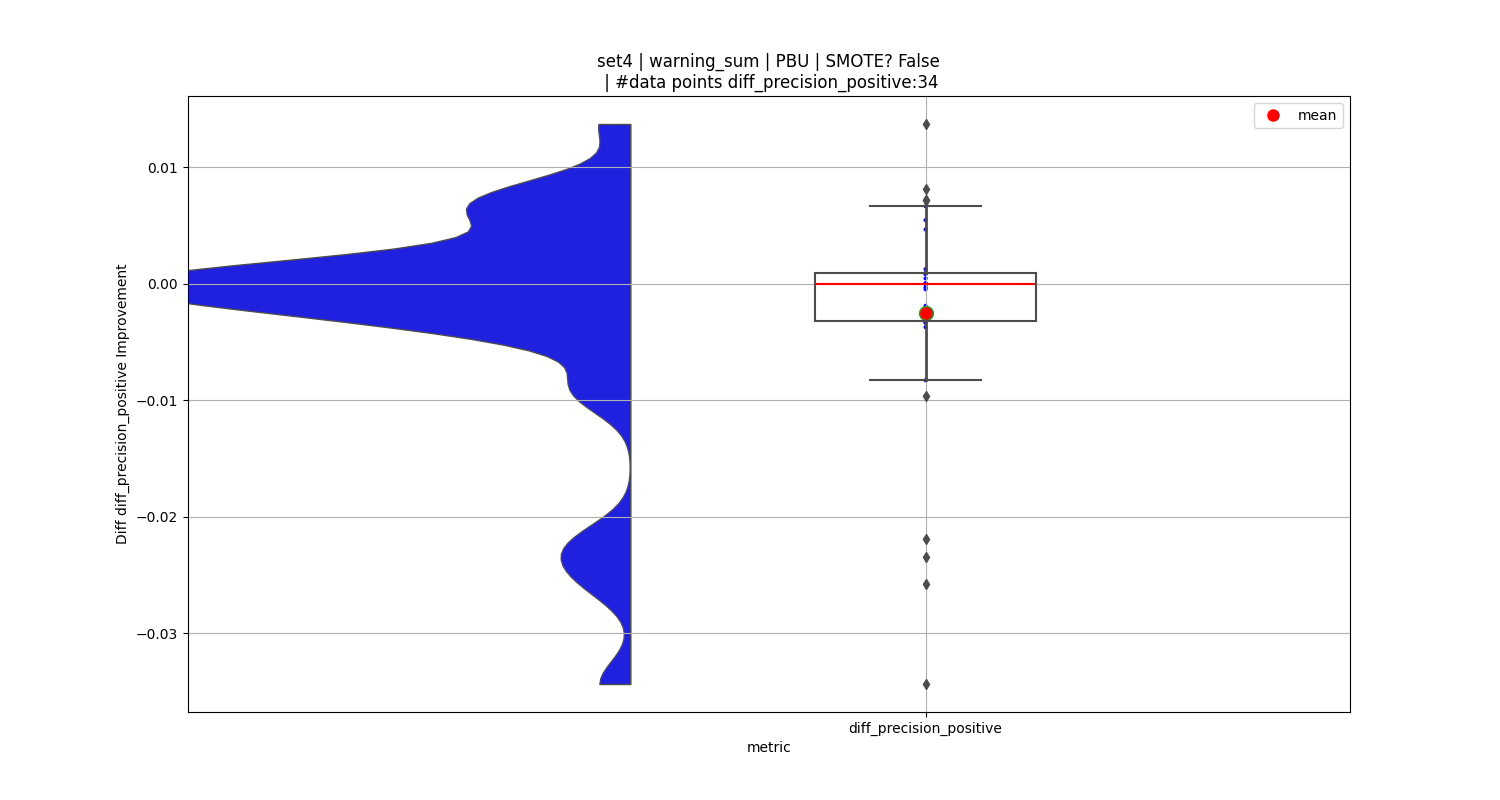 set4 | warning_sum | PBU | SMOTE? False
| #data points diff_precision_positive:34
mean
0.01
0.00
−0.01
−0.02
−0.03
Diff diff_precision_positive Improvement
diff_precision_positive
metric